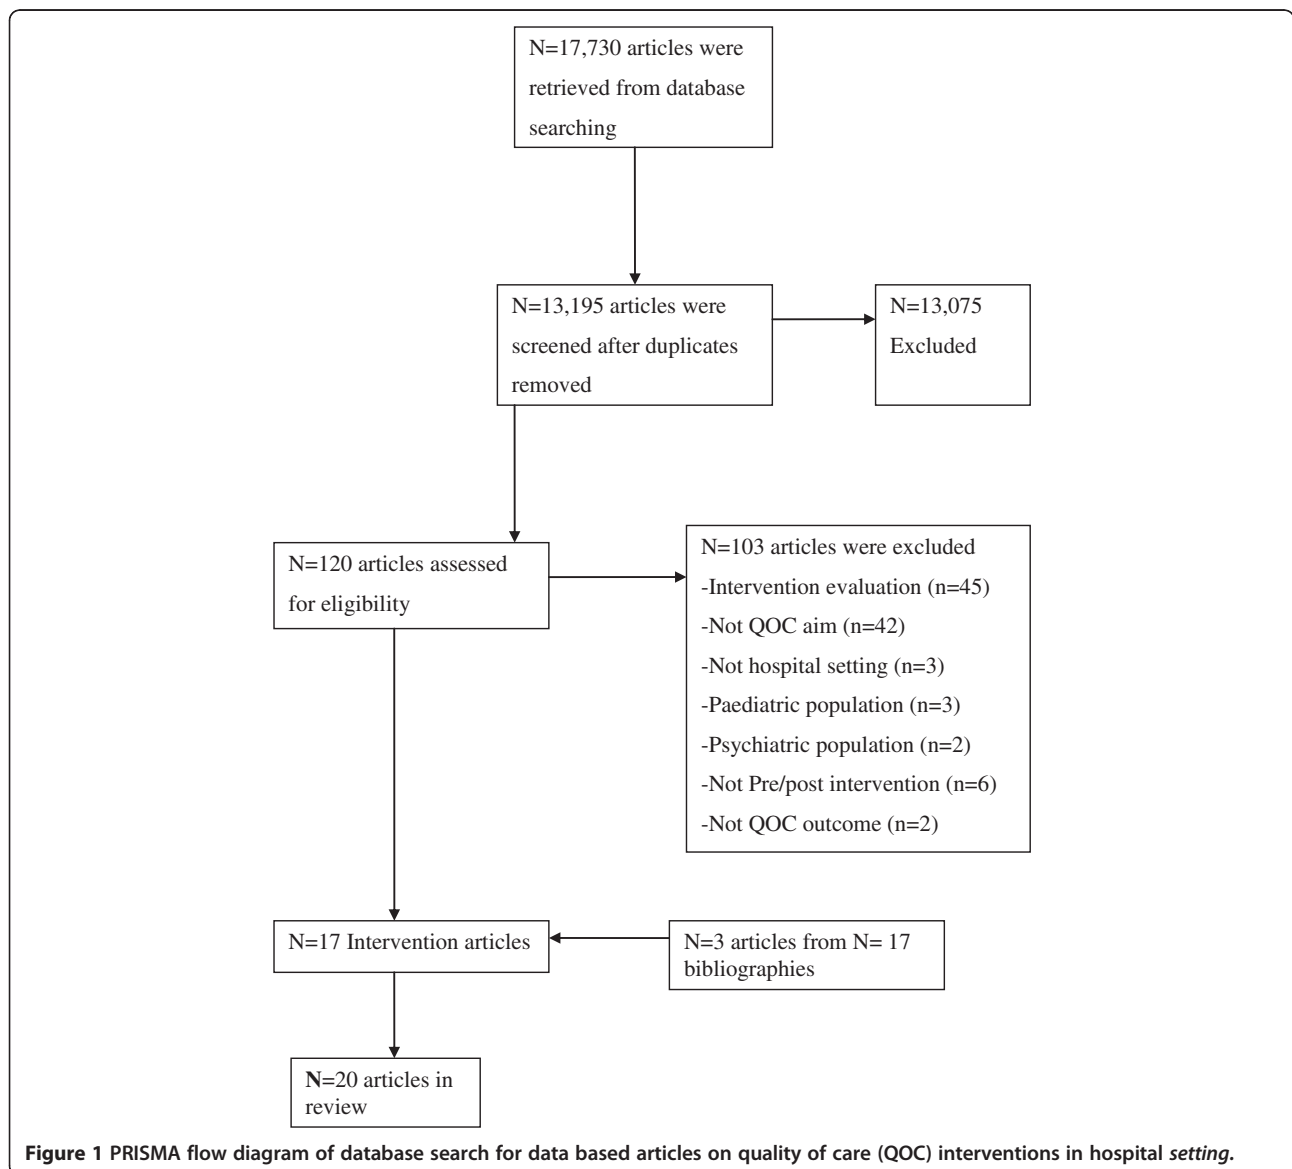 N=17,730 articles were
retrieved from database
searching
N=13,195 articles were
screened after duplicates
removed
N=13,075
Excluded
N=120 articles assessed
for eligibility
N=103 articles were excluded
-Intervention evaluation (n=45)
-Not QOC aim (n=42)
-Not hospital setting (n=3)
-Paediatric population (n=3)
-Psychiatric population (n=2)
-Not Pre/post intervention (n=6)
-Not QOC outcome (n=2)
N=17 Intervention articles
N=3 articles from N= 17
bibliographies
N=20 articles in
review
Figure 1 PRISMA flow diagram of database search for data based articles on quality of care (QOC) interventions in hospital setting.